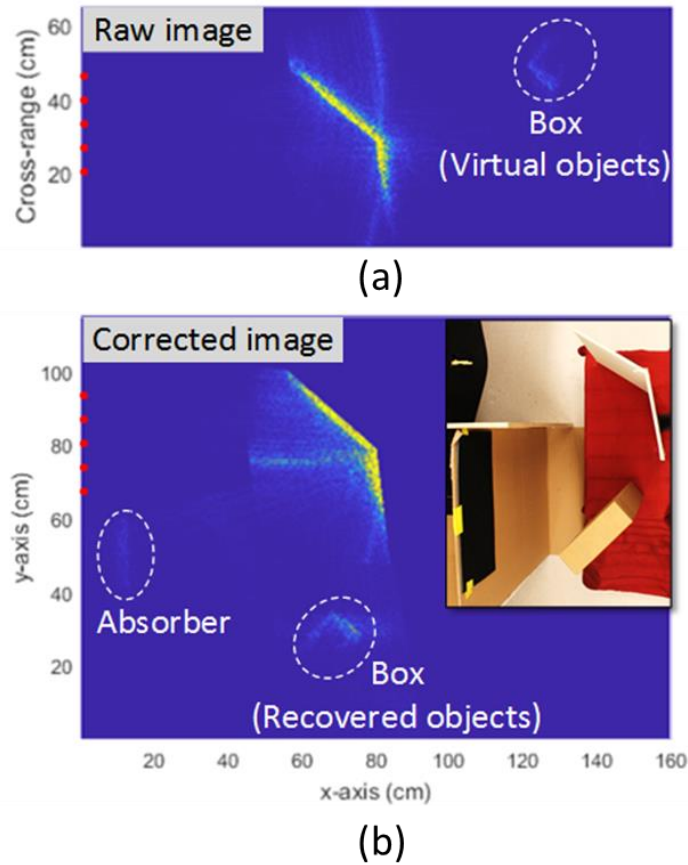 Raw image
Cross-range (cm)
60
40
20
Box
(Virtual objects)
(a)
Corrected image
y-axis (cm)
100
80
60
40
20
Absorber
Box
(Recovered objects)
20 40 60 80 100 120 140 160
x-axis (cm)
(b)